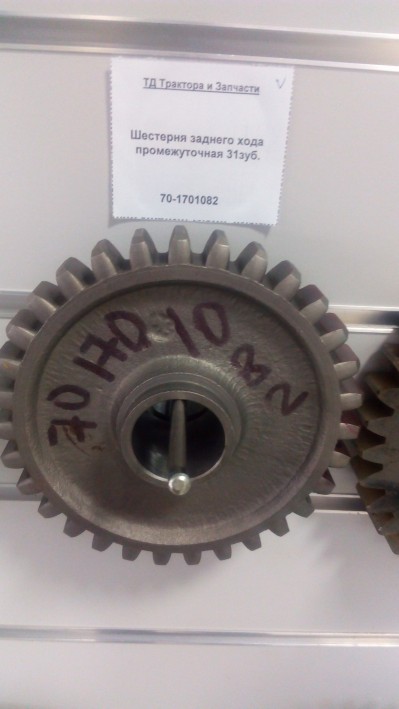 ТД Трактора и Запчасти
Шестерня заднего хода
промежуточная 31зуб.
70-1701082
70 1701082